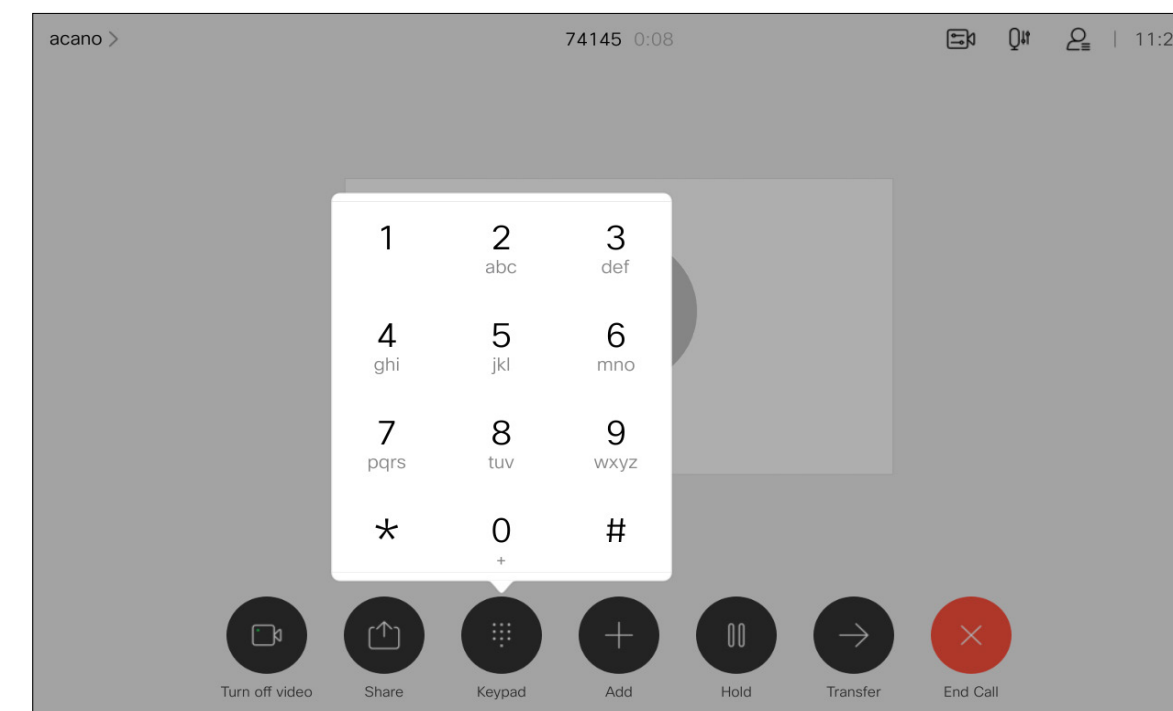 acano >
74145 0:08
11:2
1 2 3
abc def
4 5 6
ghi jkl mno
7 8 9
pqrs tuv wxyz
* 0 #
+
Turn off video Share Keypad Add Hold Transfer End Call